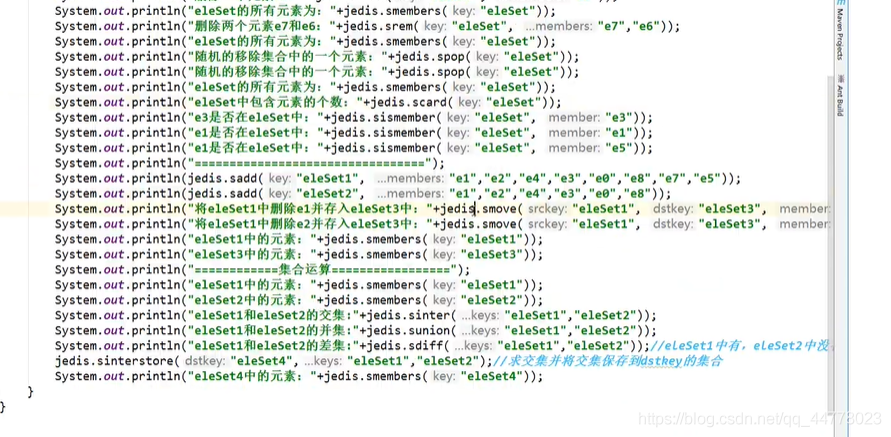 System.out.println("eleSet的所有元素为："+jedis.smembers( key: "eleSet"));
System.out.println("删除两个元素e7和e6："+jedis.srem( key: "eleSet", ...members: "e7","e6"));
System.out.println("eleSet的所有元素为："+jedis.smembers( key: "eleSet"));
System.out.println("随机的移除集合中的一个元素："+jedis.spop( key: "eleSet"));
System.out.println("随机的移除集合中的一个元素："+jedis.spop( key: "eleSet"));
System.out.println("eleSet的所有元素为："+jedis.smembers( key: "eleSet"));
System.out.println("eleSet中包含元素的个数："+jedis.scard( key: "eleSet"));
System.out.println("e3是否在eleSet中："+jedis.sismember( key: "eleSet", member: "e3"));
System.out.println("e1是否在eleSet中："+jedis.sismember( key: "eleSet", member: "e1"));
System.out.println("e1是否在eleSet中："+jedis.sismember( key: "eleSet", member: "e5"));
System.out.println("=================================");
System.out.println(jedis.sadd( key: "eleSet1", ...members: "e1","e2","e4","e3","e0","e8","e7","e5"));
System.out.println(jedis.sadd( key: "eleSet2", ...members: "e1","e2","e4","e3","e0","e8"));
System.out.println("将eleSet1中删除e1并存入eleSet3中："+jedis.smove( srckey: "eleSet1", dstkey: "eleSet3", member:
System.out.println("将eleSet1中删除e2并存入eleSet3中："+jedis.smove( srckey: "eleSet1", dstkey: "eleSet3", member:
System.out.println("eleSet1中的元素："+jedis.smembers( key: "eleSet1"));
System.out.println("eleSet3中的元素："+jedis.smembers( key: "eleSet3"));
System.out.println("============集合运算=================");
System.out.println("eleSet1中的元素："+jedis.smembers( key: "eleSet1"));
System.out.println("eleSet2中的元素："+jedis.smembers( key: "eleSet2"));
System.out.println("eleSet1和eleSet2的交集:"+jedis.sinter( ...keys: "eleSet1","eleSet2"));
System.out.println("eleSet1和eleSet2的并集:"+jedis.sunion( ...keys: "eleSet1","eleSet2"));
System.out.println("eleSet1和eleSet2的差集:"+jedis.sdiff( ...keys: "eleSet1","eleSet2"));//eleSet1中有，eleSet2中没
jedis.sinterstore( dstkey: "eleSet4", ...keys: "eleSet1","eleSet2");//求交集并将交集保存到dstkey的集合
System.out.println("eleSet4中的元素："+jedis.smembers( key: "eleSet4"));
}
}
Maven Projects
Ant Build
https://blog.csdn.net/qq_44778023